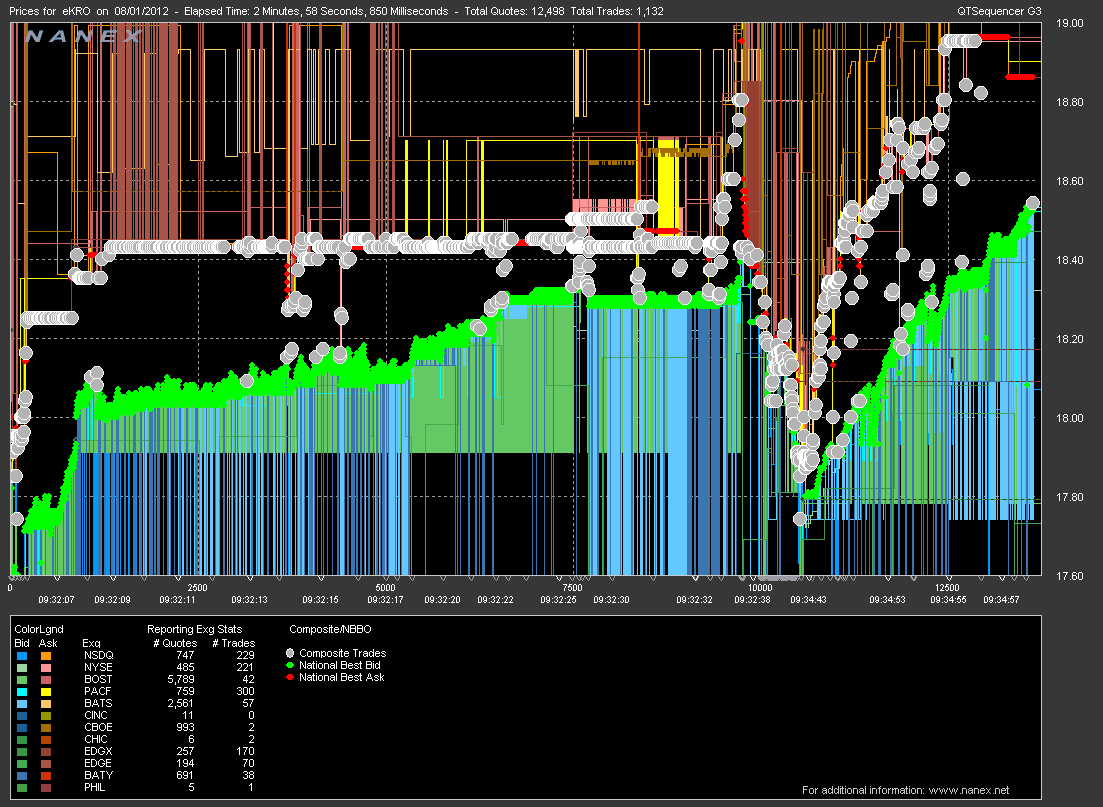 Prices for eKRO on 08/01/2012 - Elapsed Time: 2 Minutes, 58 Seconds, 850 Milliseconds - Total Quotes: 12,498 Total Trades: 1,132 QTSequencer G3
NANEX
19.00
18.80
18.60
18.40
18.20
18.00
17.80
17.60
0 2500 5000 7500 10000 12500
09:32:07 09:32:09 09:32:11 09:32:13 09:32:15 09:32:17 09:32:20 09:32:22 09:32:25 09:32:30 09:32:32 09:32:38 09:34:43 09:34:53 09:34:55 09:34:57
ColorLgnd Reporting Exg Stats Composite/NBBO
Bid Ask Exg # Quotes # Trades
NSDQ 747 229
NYSE 485 221
BOST 5,789 42
PACF 759 300
BATS 2,561 57
CINC 11 0
CBOE 993 2
CHIC 6 2
EDGX 257 170
EDGE 194 70
BATY 691 38
PHIL 5 1
Composite Trades
National Best Bid
National Best Ask
For additional information: www.nanex.net